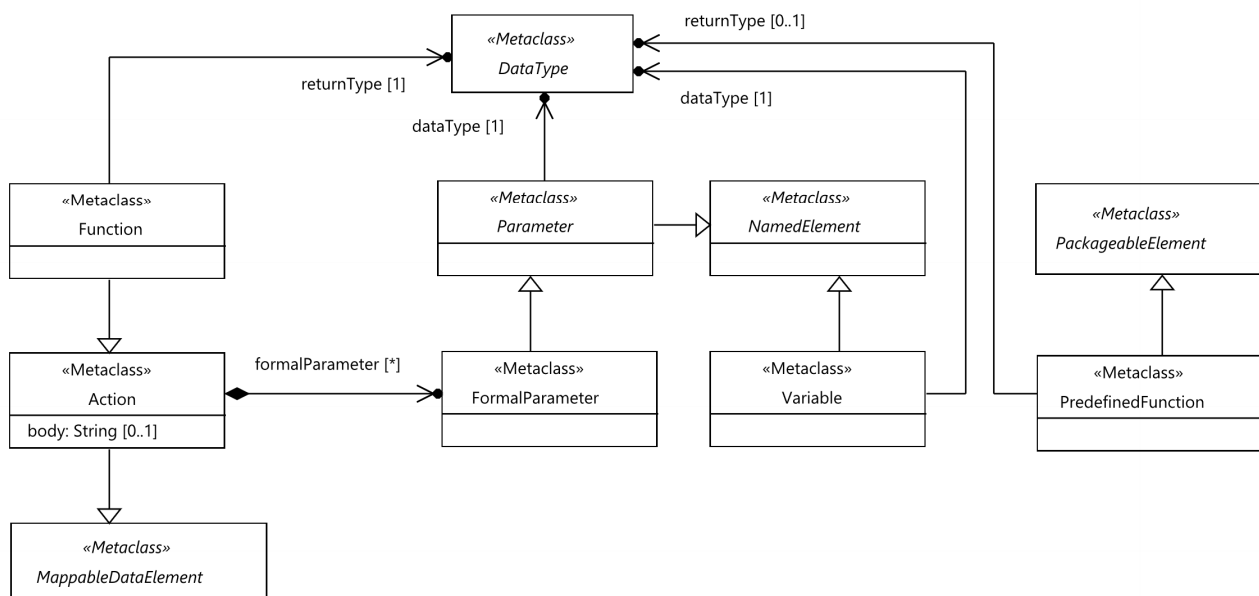 returnType [0..1]
«Metaclass»
DataType
returnType [1]
dataType [1]
dataType [1]
«Metaclass»
Function
«Metaclass»
Parameter
«Metaclass»
NamedElement
«Metaclass»
PackageableElement
«Metaclass»
Action
body: String [0..1]
formalParameter [*]
«Metaclass»
FormalParameter
«Metaclass»
Variable
«Metaclass»
PredefinedFunction
«Metaclass»
MappableDataElement